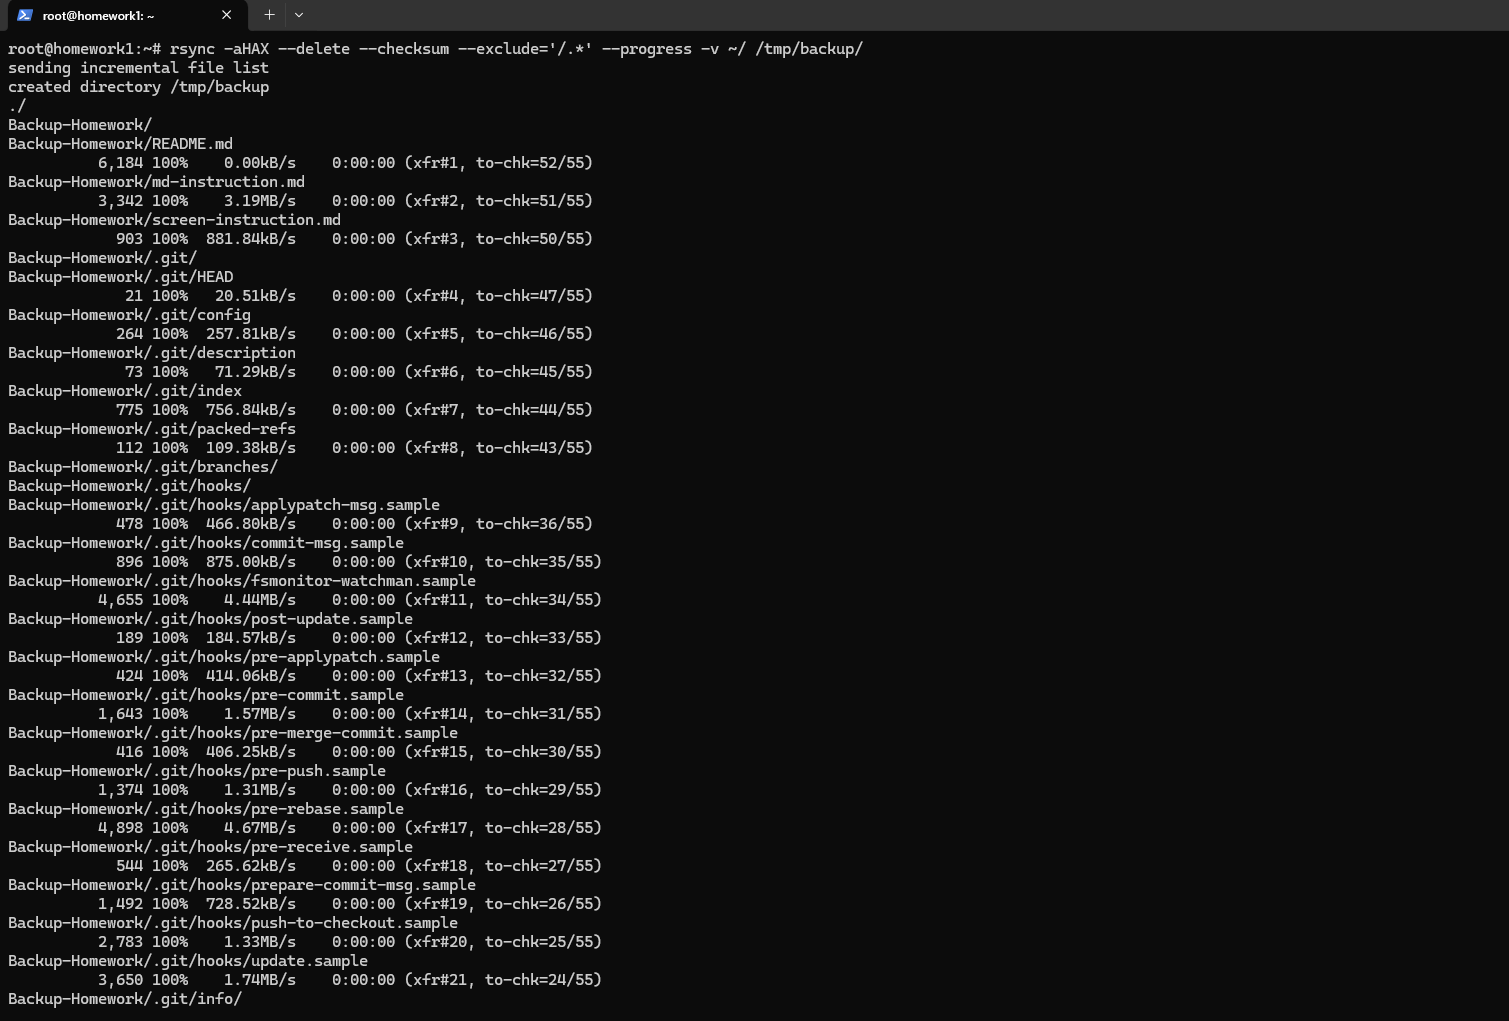 root@homework1: ~
root@homework1:~# rsync -aHAX --delete --checksum --exclude='/.*' --progress -v ~/ /tmp/backup/
sending incremental file list
created directory /tmp/backup
./
Backup-Homework/
Backup-Homework/README.md
6,184 100%    0.00kB/s    0:00:00 (xfr#1, to-chk=52/55)
Backup-Homework/md-instruction.md
3,342 100%    3.19MB/s    0:00:00 (xfr#2, to-chk=51/55)
Backup-Homework/screen-instruction.md
903 100%  881.84kB/s    0:00:00 (xfr#3, to-chk=50/55)
Backup-Homework/.git/
Backup-Homework/.git/HEAD
21 100%   20.51kB/s    0:00:00 (xfr#4, to-chk=47/55)
Backup-Homework/.git/config
264 100%  257.81kB/s    0:00:00 (xfr#5, to-chk=46/55)
Backup-Homework/.git/description
73 100%   71.29kB/s    0:00:00 (xfr#6, to-chk=45/55)
Backup-Homework/.git/index
775 100%  756.84kB/s    0:00:00 (xfr#7, to-chk=44/55)
Backup-Homework/.git/packed-refs
112 100%  109.38kB/s    0:00:00 (xfr#8, to-chk=43/55)
Backup-Homework/.git/branches/
Backup-Homework/.git/hooks/
Backup-Homework/.git/hooks/applypatch-msg.sample
478 100%  466.80kB/s    0:00:00 (xfr#9, to-chk=36/55)
Backup-Homework/.git/hooks/commit-msg.sample
896 100%  875.00kB/s    0:00:00 (xfr#10, to-chk=35/55)
Backup-Homework/.git/hooks/fsmonitor-watchman.sample
4,655 100%    4.44MB/s    0:00:00 (xfr#11, to-chk=34/55)
Backup-Homework/.git/hooks/post-update.sample
189 100%  184.57kB/s    0:00:00 (xfr#12, to-chk=33/55)
Backup-Homework/.git/hooks/pre-applypatch.sample
424 100%  414.06kB/s    0:00:00 (xfr#13, to-chk=32/55)
Backup-Homework/.git/hooks/pre-commit.sample
1,643 100%    1.57MB/s    0:00:00 (xfr#14, to-chk=31/55)
Backup-Homework/.git/hooks/pre-merge-commit.sample
416 100%  406.25kB/s    0:00:00 (xfr#15, to-chk=30/55)
Backup-Homework/.git/hooks/pre-push.sample
1,374 100%    1.31MB/s    0:00:00 (xfr#16, to-chk=29/55)
Backup-Homework/.git/hooks/pre-rebase.sample
4,898 100%    4.67MB/s    0:00:00 (xfr#17, to-chk=28/55)
Backup-Homework/.git/hooks/pre-receive.sample
544 100%  265.62kB/s    0:00:00 (xfr#18, to-chk=27/55)
Backup-Homework/.git/hooks/prepare-commit-msg.sample
1,492 100%  728.52kB/s    0:00:00 (xfr#19, to-chk=26/55)
Backup-Homework/.git/hooks/push-to-checkout.sample
2,783 100%    1.33MB/s    0:00:00 (xfr#20, to-chk=25/55)
Backup-Homework/.git/hooks/update.sample
3,650 100%    1.74MB/s    0:00:00 (xfr#21, to-chk=24/55)
Backup-Homework/.git/info/